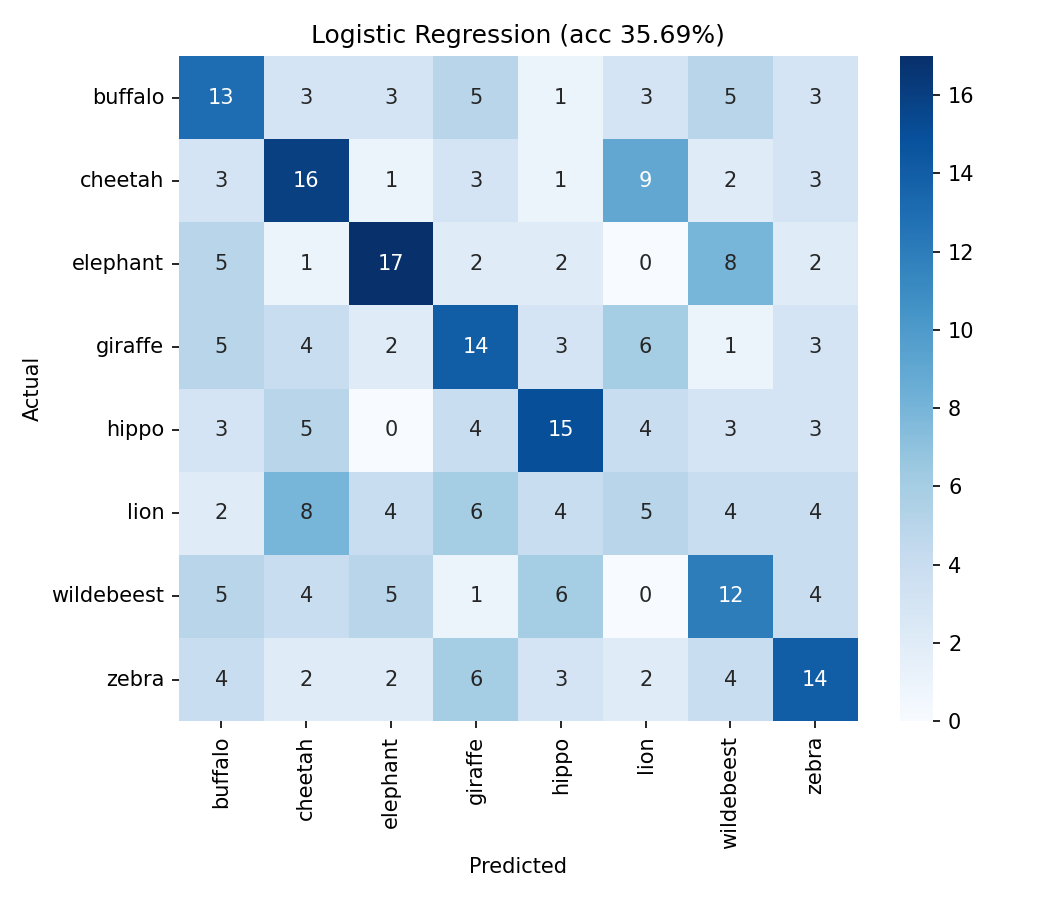 Logistic Regression (acc 35.69%)
buffalo 13 3 3 5 1 3 5 3
cheetah 3 16 1 3 1 9 2 3
elephant 5 1 17 2 2 0 8 2
giraffe 5 4 2 14 3 6 1 3
hippo 3 5 0 4 15 4 3 3
lion 2 8 4 6 4 5 4 4
wildebeest 5 4 5 1 6 0 12 4
zebra 4 2 2 6 3 2 4 14
Actual
buffalo cheetah elephant giraffe hippo lion wildebeest zebra
Predicted
16
14
12
10
8
6
4
2
0